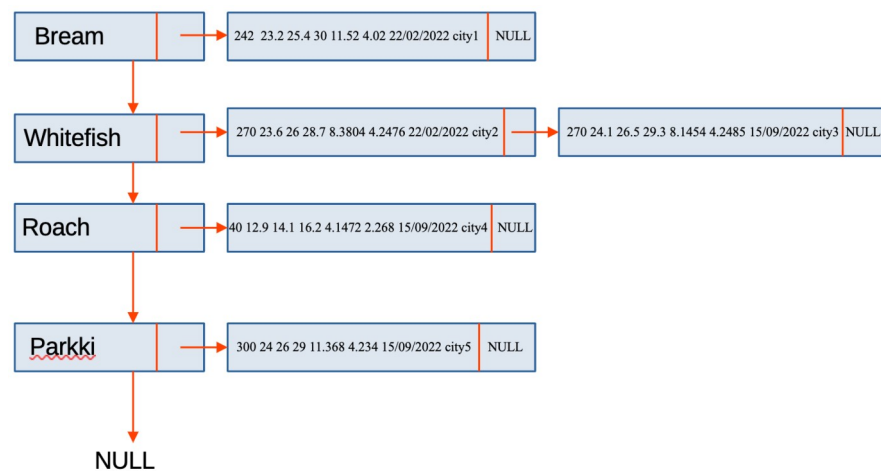 Bream
242 23.2 25.4 30 11.52 4.02 22/02/2022 city1
NULL
Whitefish
270 23.6 26 28.7 8.3804 4.2476 22/02/2022 city2
270 24.1 26.5 29.3 8.1454 4.2485 15/09/2022 city3
NULL
Roach
40 12.9 14.1 16.2 4.1472 2.268 15/09/2022 city4
NULL
Parkki
300 24 26 29 11.368 4.234 15/09/2022 city5
NULL
NULL